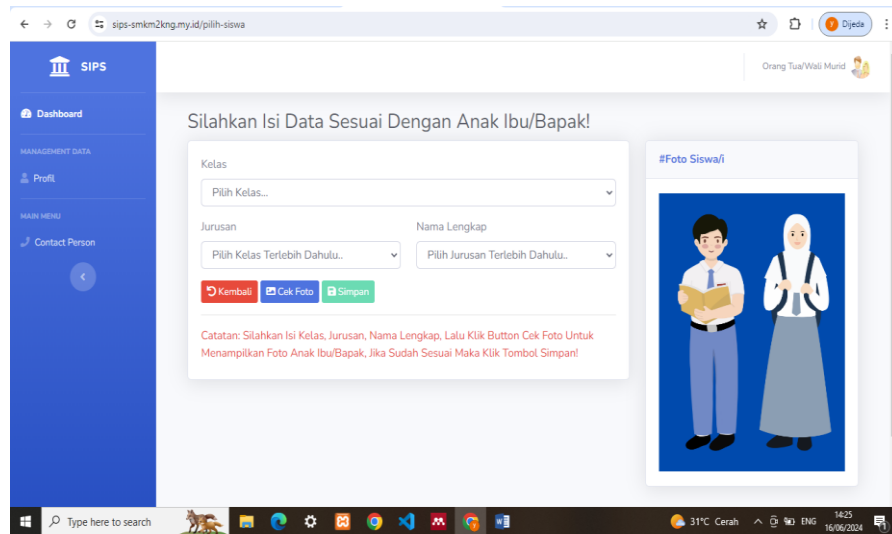 sips-smkm2kng.my.id/pilih-siswa
Dijeda
SIPS
Orang Tua/Wali Murid
Dashboard
MANAGEMENT DATA
Profil
MAIN MENU
Contact Person
Silahkan Isi Data Sesuai Dengan Anak Ibu/Bapak!
Kelas
Pilih Kelas...
Jurusan
Nama Lengkap
Pilih Kelas Terlebih Dahulu..
Pilih Jurusan Terlebih Dahulu..
Kembali
Cek Foto
Simpan
Catatan: Silahkan Isi Kelas, Jurusan, Nama Lengkap, Lalu Klik Button Cek Foto Untuk
Menampilkan Foto Anak Ibu/Bapak, Jika Sudah Sesuai Maka Klik Tombol Simpan!
#Foto Siswa/i
Type here to search
31°C Cerah
ENG
14:25
16/06/2024